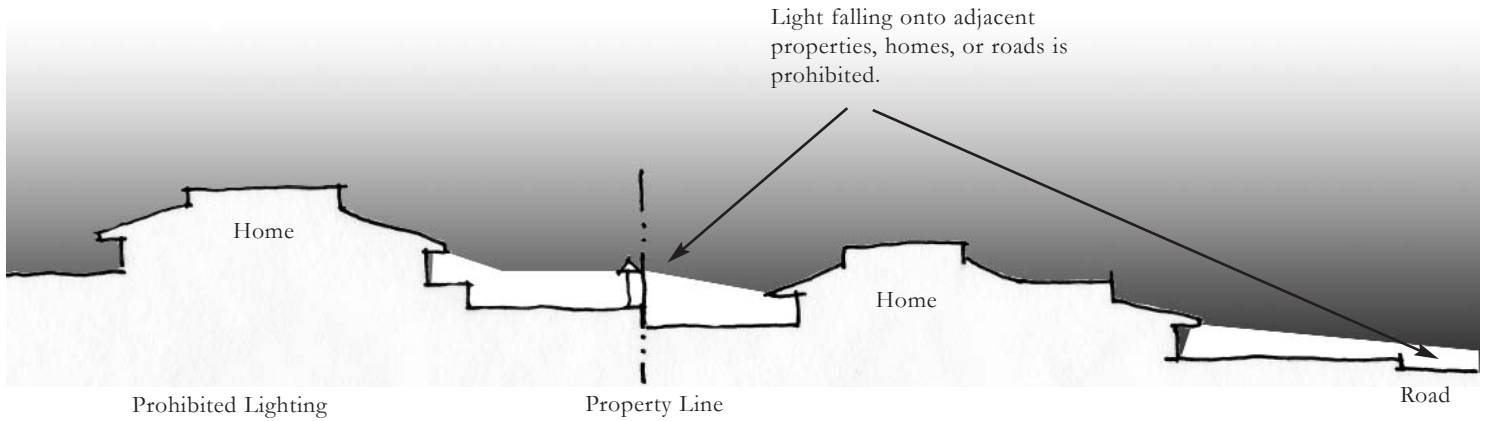 Light falling onto adjacent
properties, homes, or roads is
prohibited.
Home
Home
Prohibited Lighting
Property Line
Road